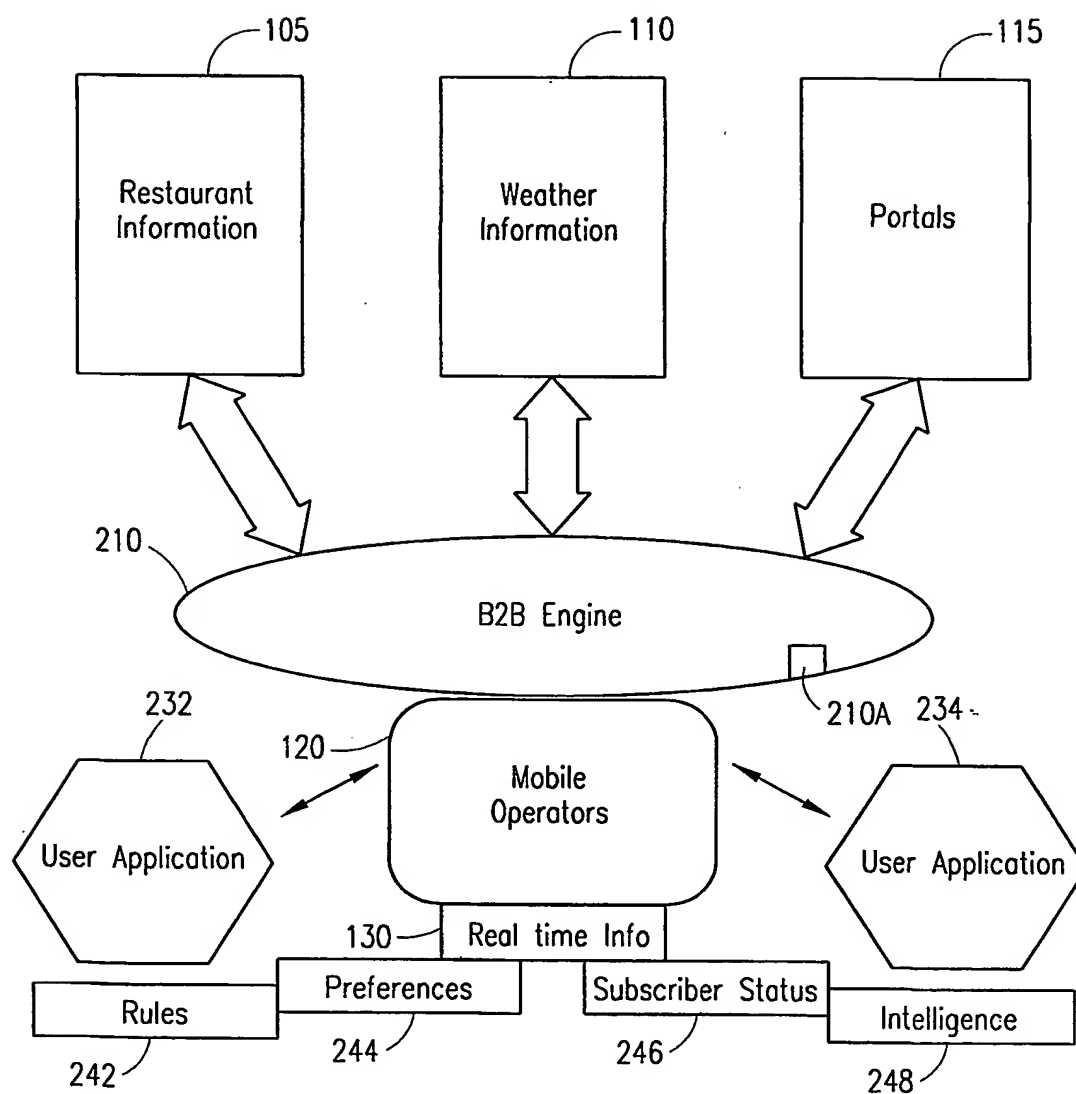 105
110
115
Restaurant
Information
Weather
Information
Portals
210
B2B Engine
210A
232
234
120
Mobile
Operators
User Application
User Application
130
Real time Info
Preferences
Subscriber Status
Rules
Intelligence
242
244
246
248